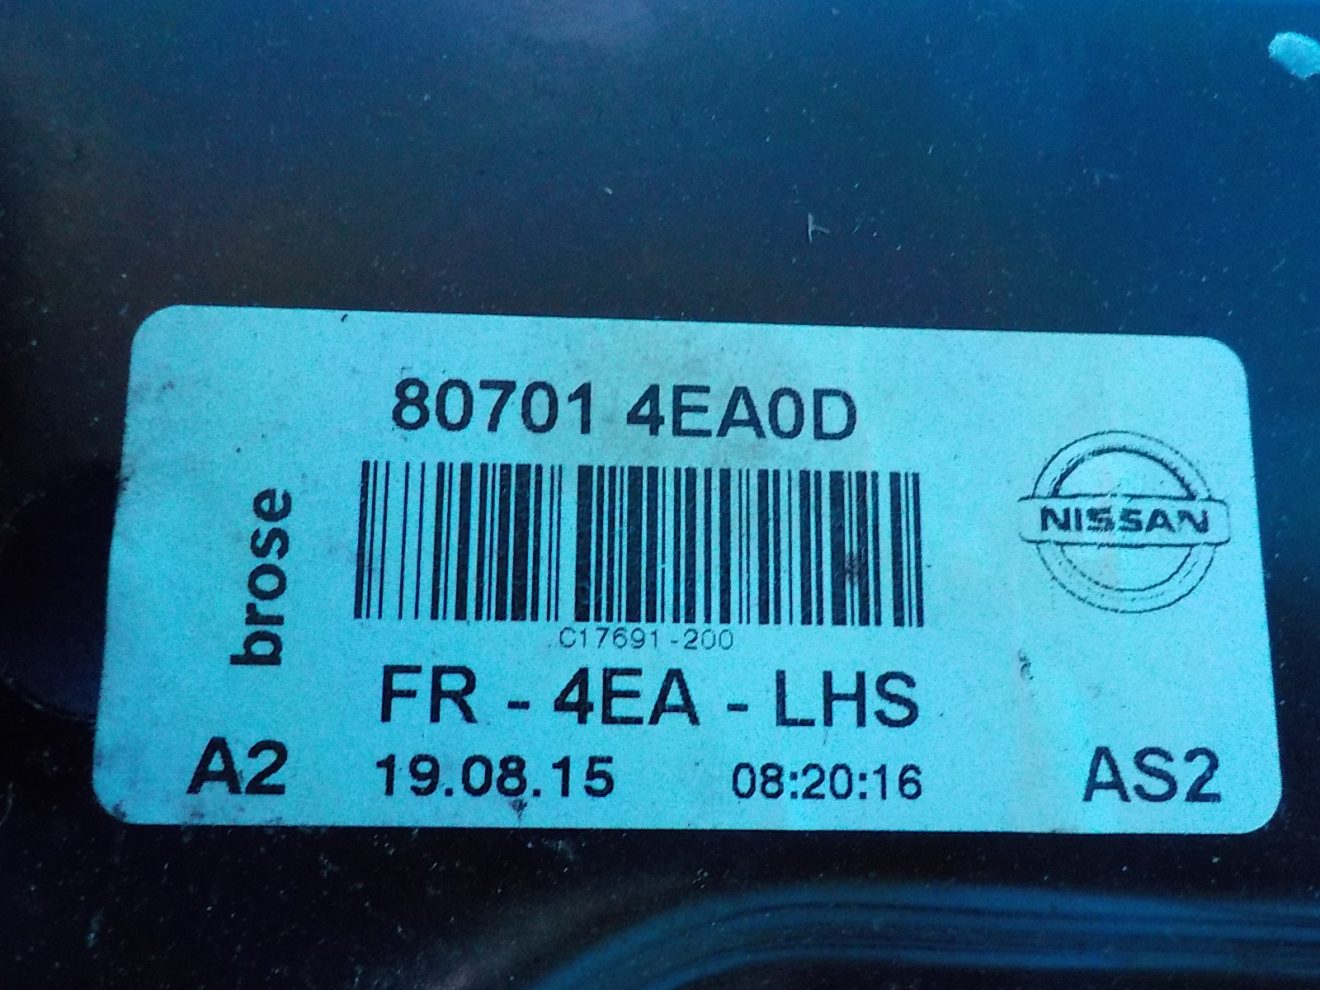 80701 4EA0D
brose
NISSAN
C17691-200
FR - 4EA - LHS
A2 19.08.15 08:20:16 AS2